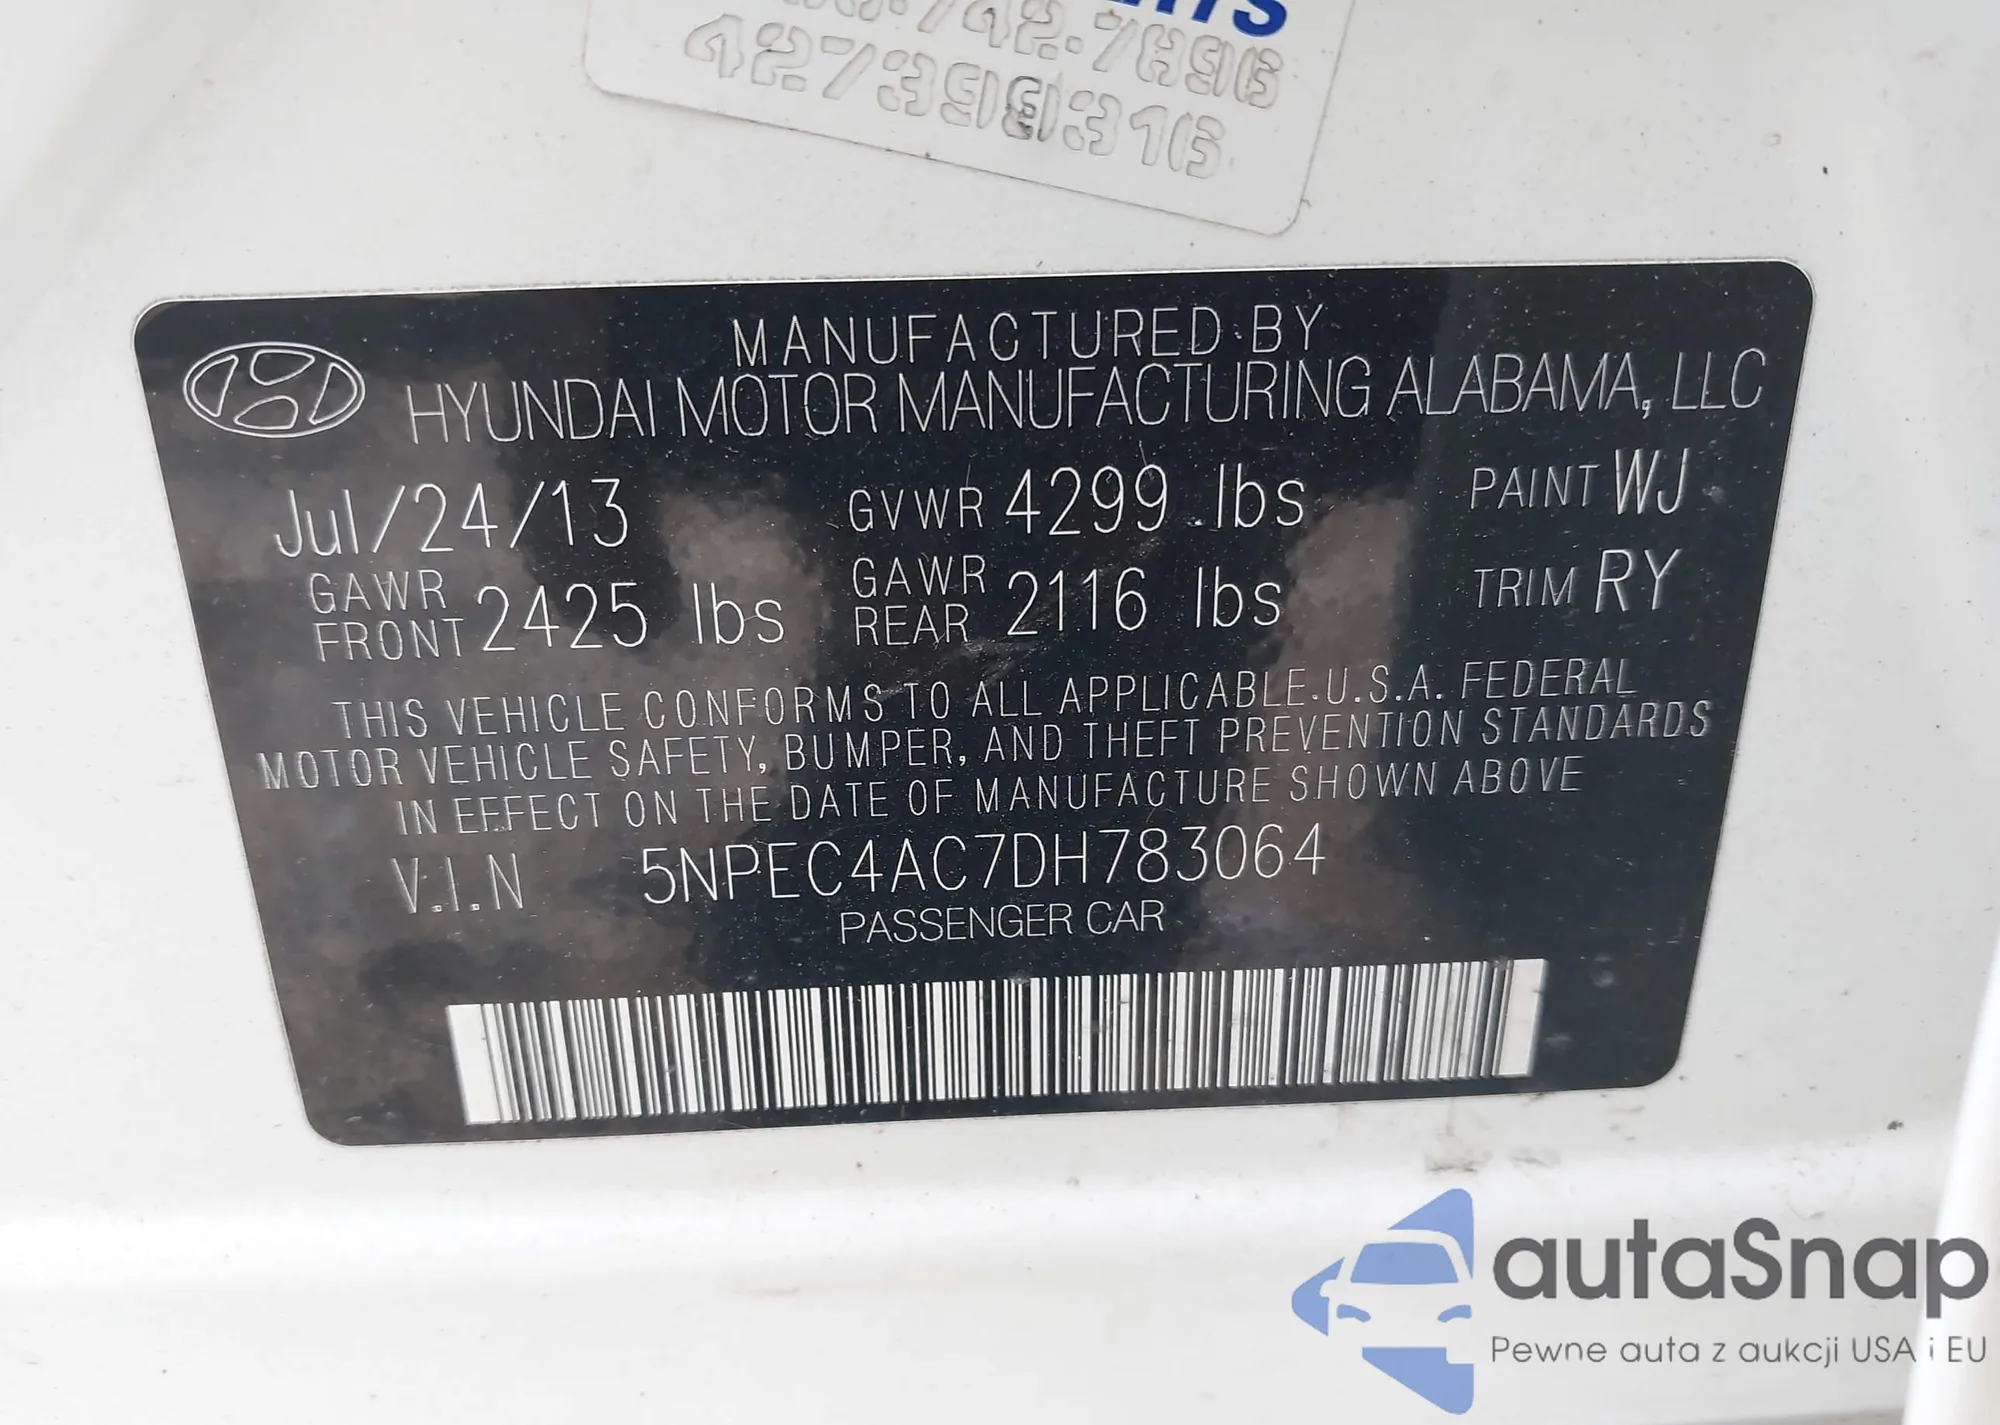 427399316
MANUFACTURED BY
HYUNDAI MOTOR MANUFACTURING ALABAMA, LLC
Jul/24/13 GVWR 4299 lbs PAINT WJ
GAWR FRONT 2425 lbs GAWR REAR 2116 lbs TRIM RY
THIS VEHICLE CONFORMS TO ALL APPLICABLE U.S.A. FEDERAL
MOTOR VEHICLE SAFETY, BUMPER, AND THEFT PREVENTION STANDARDS
IN EFFECT ON THE DATE OF MANUFACTURE SHOWN ABOVE
V.I.N 5NPEC4AC7DH783064
PASSENGER CAR
autaSnap
Pewne auta z aukcji USA i EU